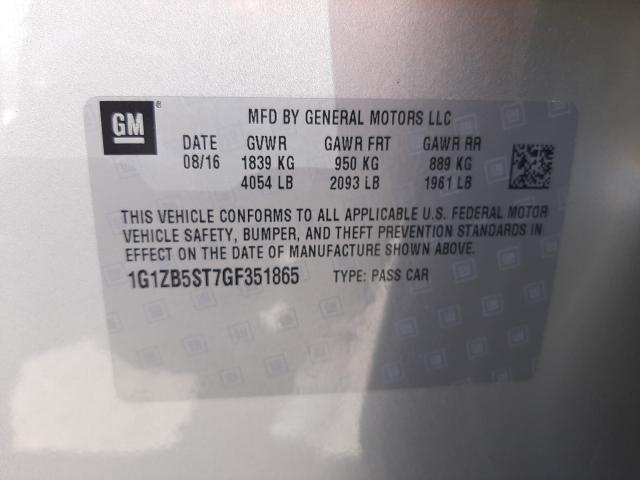 GM ®
MFD BY GENERAL MOTORS LLC
DATE GVWR GAWR FRT GAWR RR
08/16 1839 KG 950 KG 889 KG
4054 LB 2093 LB 1961 LB
THIS VEHICLE CONFORMS TO ALL APPLICABLE U.S. FEDERAL MOTOR
VEHICLE SAFETY, BUMPER, AND THEFT PREVENTION STANDARDS IN
EFFECT ON THE DATE OF MANUFACTURE SHOWN ABOVE.
1G1ZB5ST7GF351865 TYPE: PASS CAR